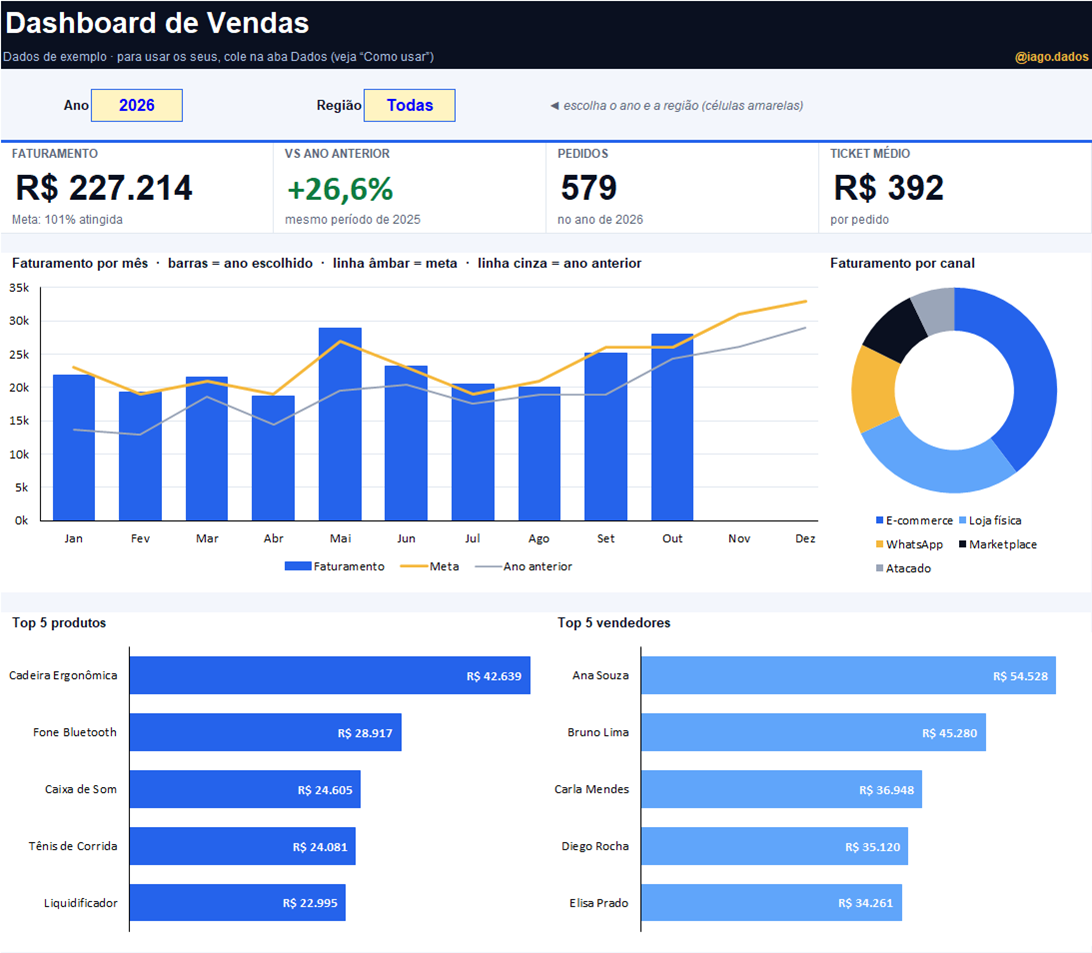 Dashboard de Vendas
Dados de exemplo · para usar os seus, cole na aba Dados (veja “Como usar”)
@iago.dados
Ano 2026
Região Todas
◄ escolha o ano e a região (células amarelas)
FATURAMENTO
R$ 227.214
Meta: 101% atingida
VS ANO ANTERIOR
+26,6%
mesmo período de 2025
PEDIDOS
579
no ano de 2026
TICKET MÉDIO
R$ 392
por pedido
Faturamento por mês · barras = ano escolhido · linha âmbar = meta · linha cinza = ano anterior
35k
30k
25k
20k
15k
10k
5k
0k
Jan Fev Mar Abr Mai Jun Jul Ago Set Out Nov Dez
Faturamento Meta Ano anterior
Faturamento por canal
E-commerce Loja física
WhatsApp Marketplace
Atacado
Top 5 produtos
Cadeira Ergonômica R$ 42.639
Fone Bluetooth R$ 28.917
Caixa de Som R$ 24.605
Tênis de Corrida R$ 24.081
Liquidificador R$ 22.995
Top 5 vendedores
Ana Souza R$ 54.528
Bruno Lima R$ 45.280
Carla Mendes R$ 36.948
Diego Rocha R$ 35.120
Elisa Prado R$ 34.261